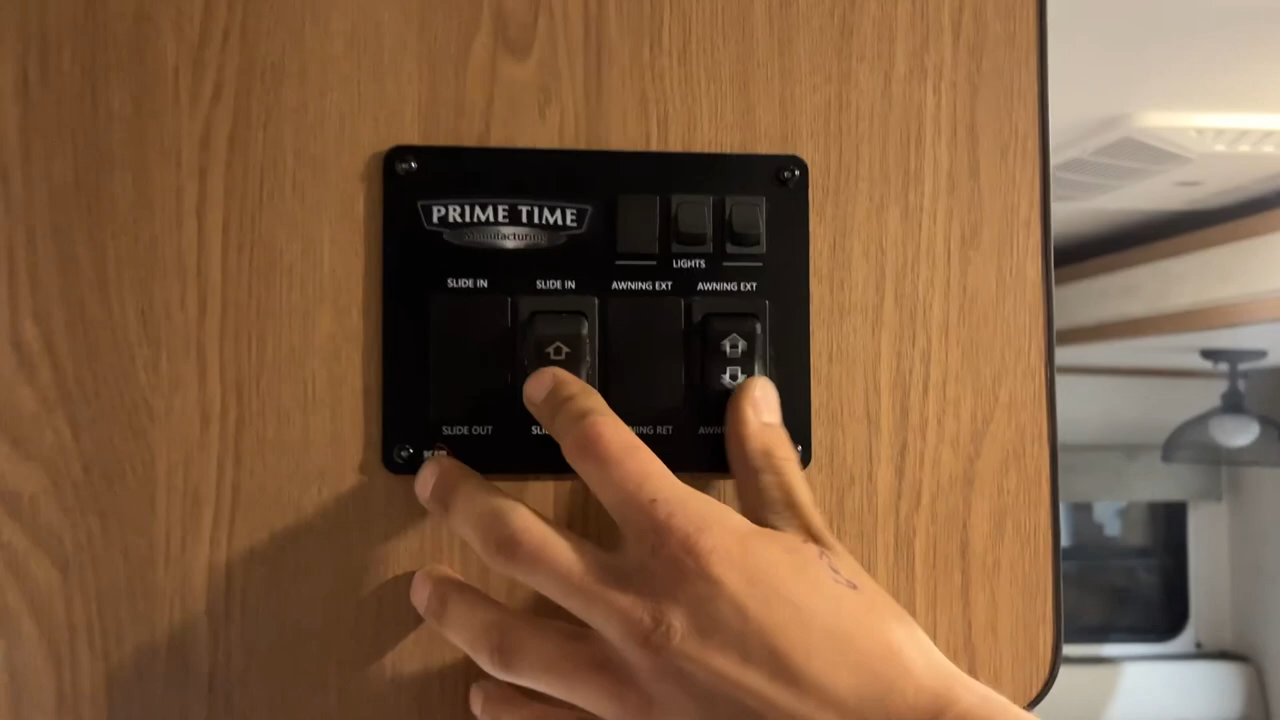 PRIME TIME
Manufacturing
LIGHTS
SLIDE IN SLIDE IN AWNING EXT AWNING EXT
SLIDE OUT